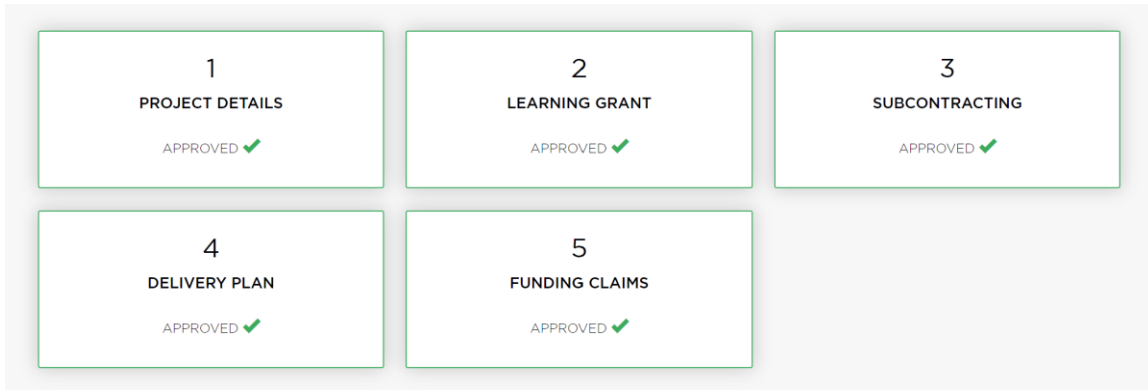 1
PROJECT DETAILS
APPROVED
2
LEARNING GRANT
APPROVED
3
SUBCONTRACTING
APPROVED
4
DELIVERY PLAN
APPROVED
5
FUNDING CLAIMS
APPROVED